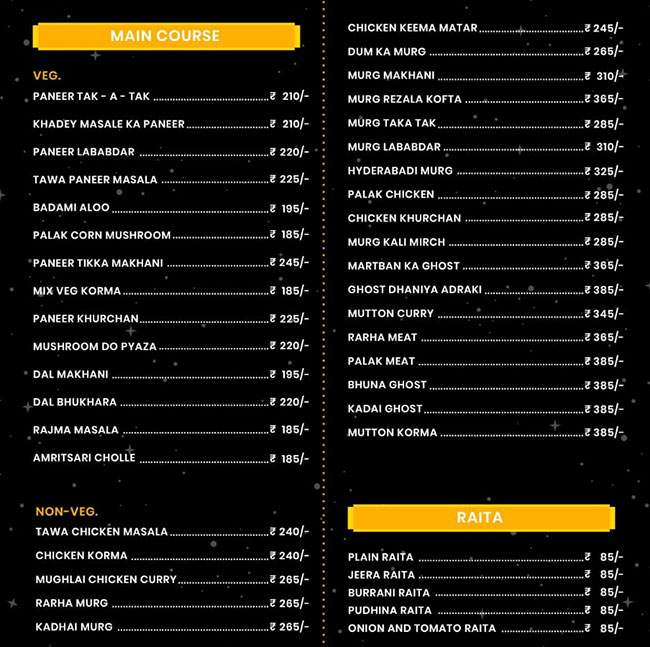 MAIN COURSE
VEG.
PANEER TAK - A - TAK ₹ 210/-
KHADEY MASALE KA PANEER ₹ 210/-
PANEER LABABDAR ₹ 220/-
TAWA PANEER MASALA ₹ 225/-
BADAMI ALOO ₹ 195/-
PALAK CORN MUSHROOM ₹ 185/-
PANEER TIKKA MAKHANI ₹ 245/-
MIX VEG KORMA ₹ 185/-
PANEER KHURCHAN ₹ 225/-
MUSHROOM DO PYAZA ₹ 220/-
DAL MAKHANI ₹ 195/-
DAL BHUKHARA ₹ 220/-
RAJMA MASALA ₹ 185/-
AMRITSARI CHOLLE ₹ 185/-
NON-VEG.
TAWA CHICKEN MASALA ₹ 240/-
CHICKEN KORMA ₹ 240/-
MUGHLAI CHICKEN CURRY ₹ 265/-
RARHA MURG ₹ 265/-
KADHAI MURG ₹ 265/-
CHICKEN KEEMA MATAR ₹ 245/-
DUM KA MURG ₹ 265/-
MURG MAKHANI ₹ 310/-
MURG REZALA KOFTA ₹ 365/-
MURG TAKA TAK ₹ 285/-
MURG LABABDAR ₹ 310/-
HYDERABADI MURG ₹ 325/-
PALAK CHICKEN ₹ 285/-
CHICKEN KHURCHAN ₹ 285/-
MURG KALI MIRCH ₹ 285/-
MARTBAN KA GHOST ₹ 365/-
GHOST DHANIYA ADRAKI ₹ 385/-
MUTTON CURRY ₹ 345/-
RARHA MEAT ₹ 365/-
PALAK MEAT ₹ 385/-
BHUNA GHOST ₹ 385/-
KADAI GHOST ₹ 385/-
MUTTON KORMA ₹ 385/-
RAITA
PLAIN RAITA ₹ 85/-
JEERA RAITA ₹ 85/-
BURRANI RAITA ₹ 85/-
PUDHINA RAITA ₹ 85/-
ONION AND TOMATO RAITA ₹ 85/-